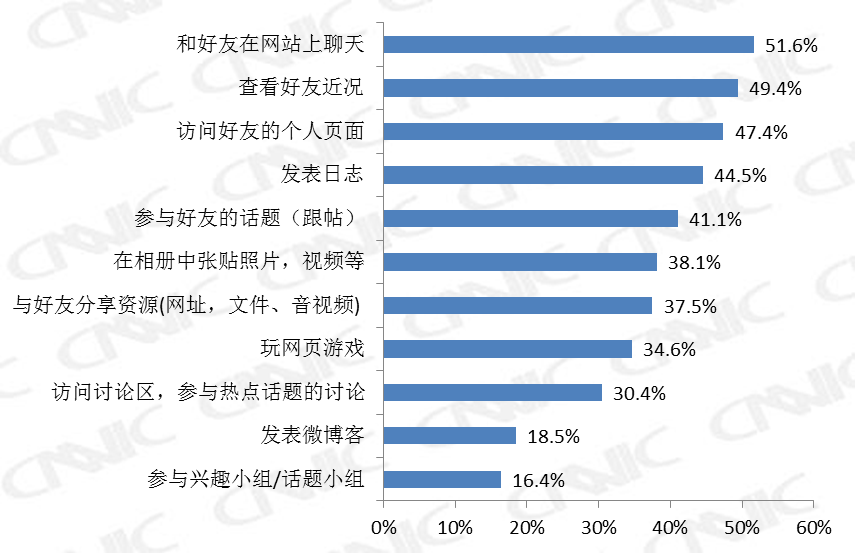 和好友在网站上聊天 51.6%
查看好友近况 49.4%
访问好友的个人页面 47.4%
发表日志 44.5%
参与好友的话题（跟帖） 41.1%
在相册中张贴照片，视频等 38.1%
与好友分享资源(网址，文件、音视频) 37.5%
玩网页游戏 34.6%
访问讨论区，参与热点话题的讨论 30.4%
发表微博客 18.5%
参与兴趣小组/话题小组 16.4%
0% 10% 20% 30% 40% 50% 60%
CNNIC